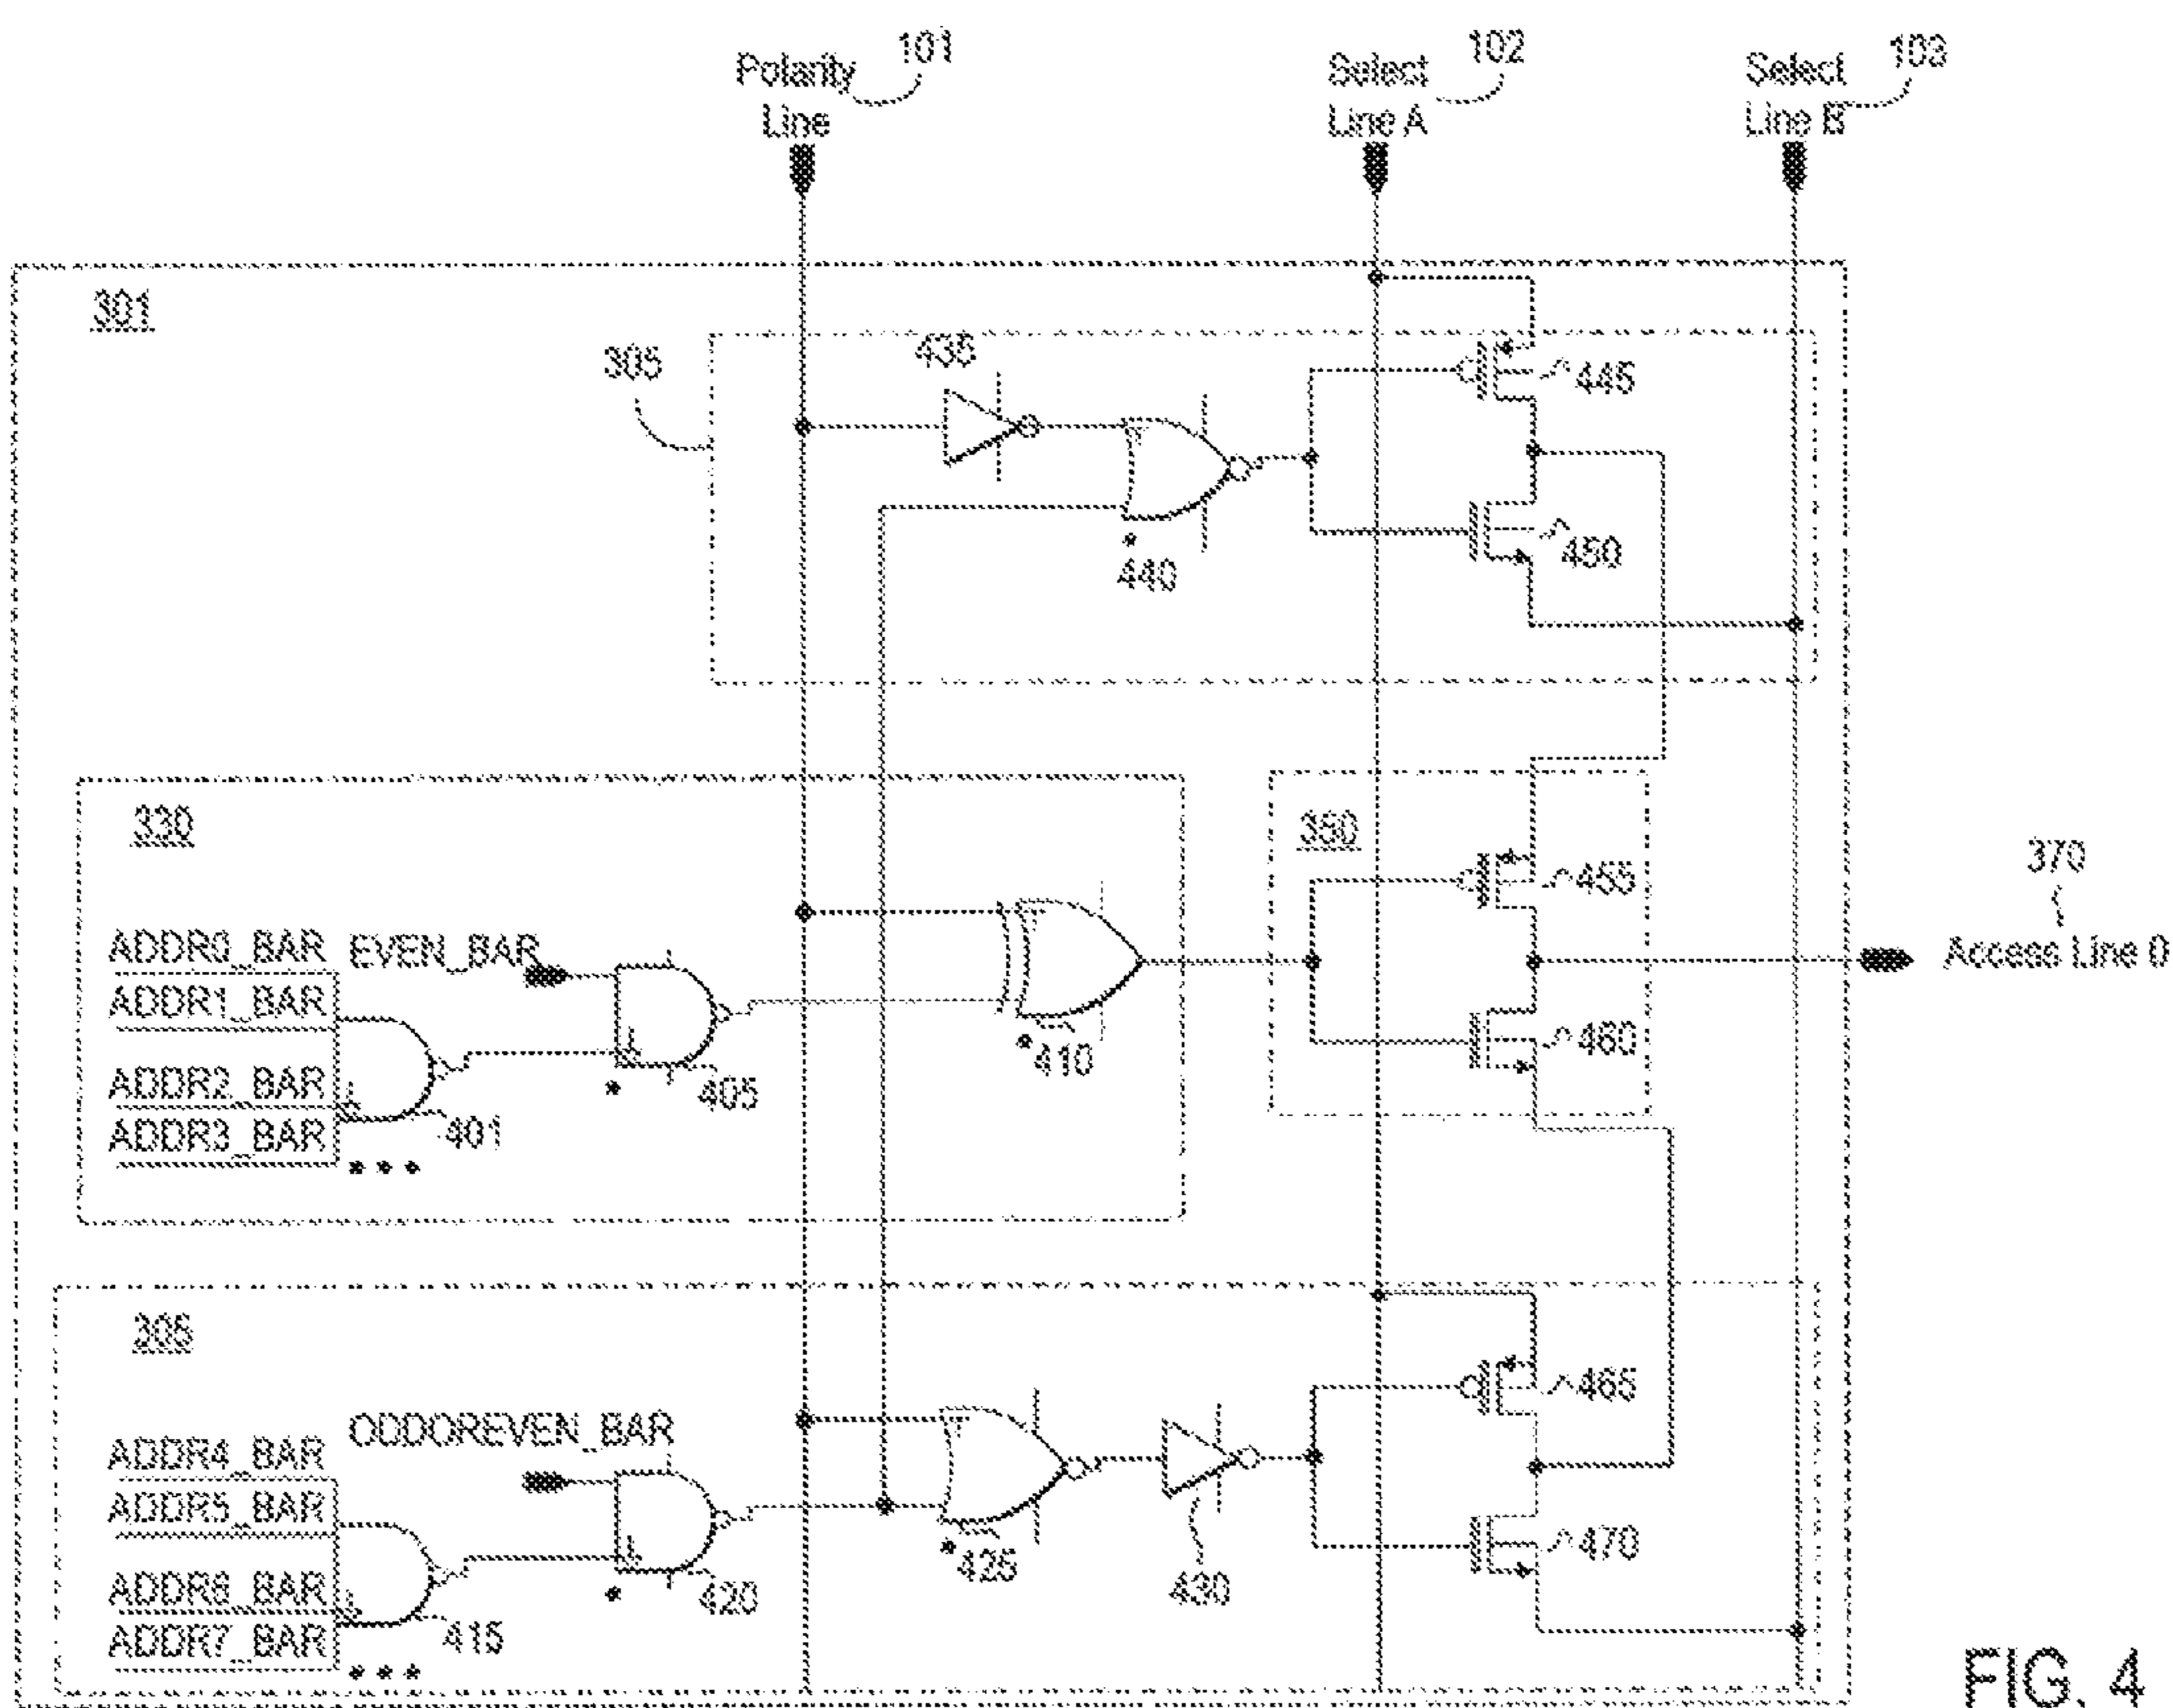 Polarity Line 101
Select Line A 102
Select Line B 103
301
305
435
440
445
450
330
ADDR0_BAR
ADDR1_BAR
ADDR2_BAR
ADDR3_BAR
EVEN_BAR
401
405
410
350
455
460
370
Access Line 0
205
ADDR4_BAR
ADDR5_BAR
ADDR6_BAR
ADDR7_BAR
ODDOREVEN_BAR
415
420
425
430
465
470
FIG. 4